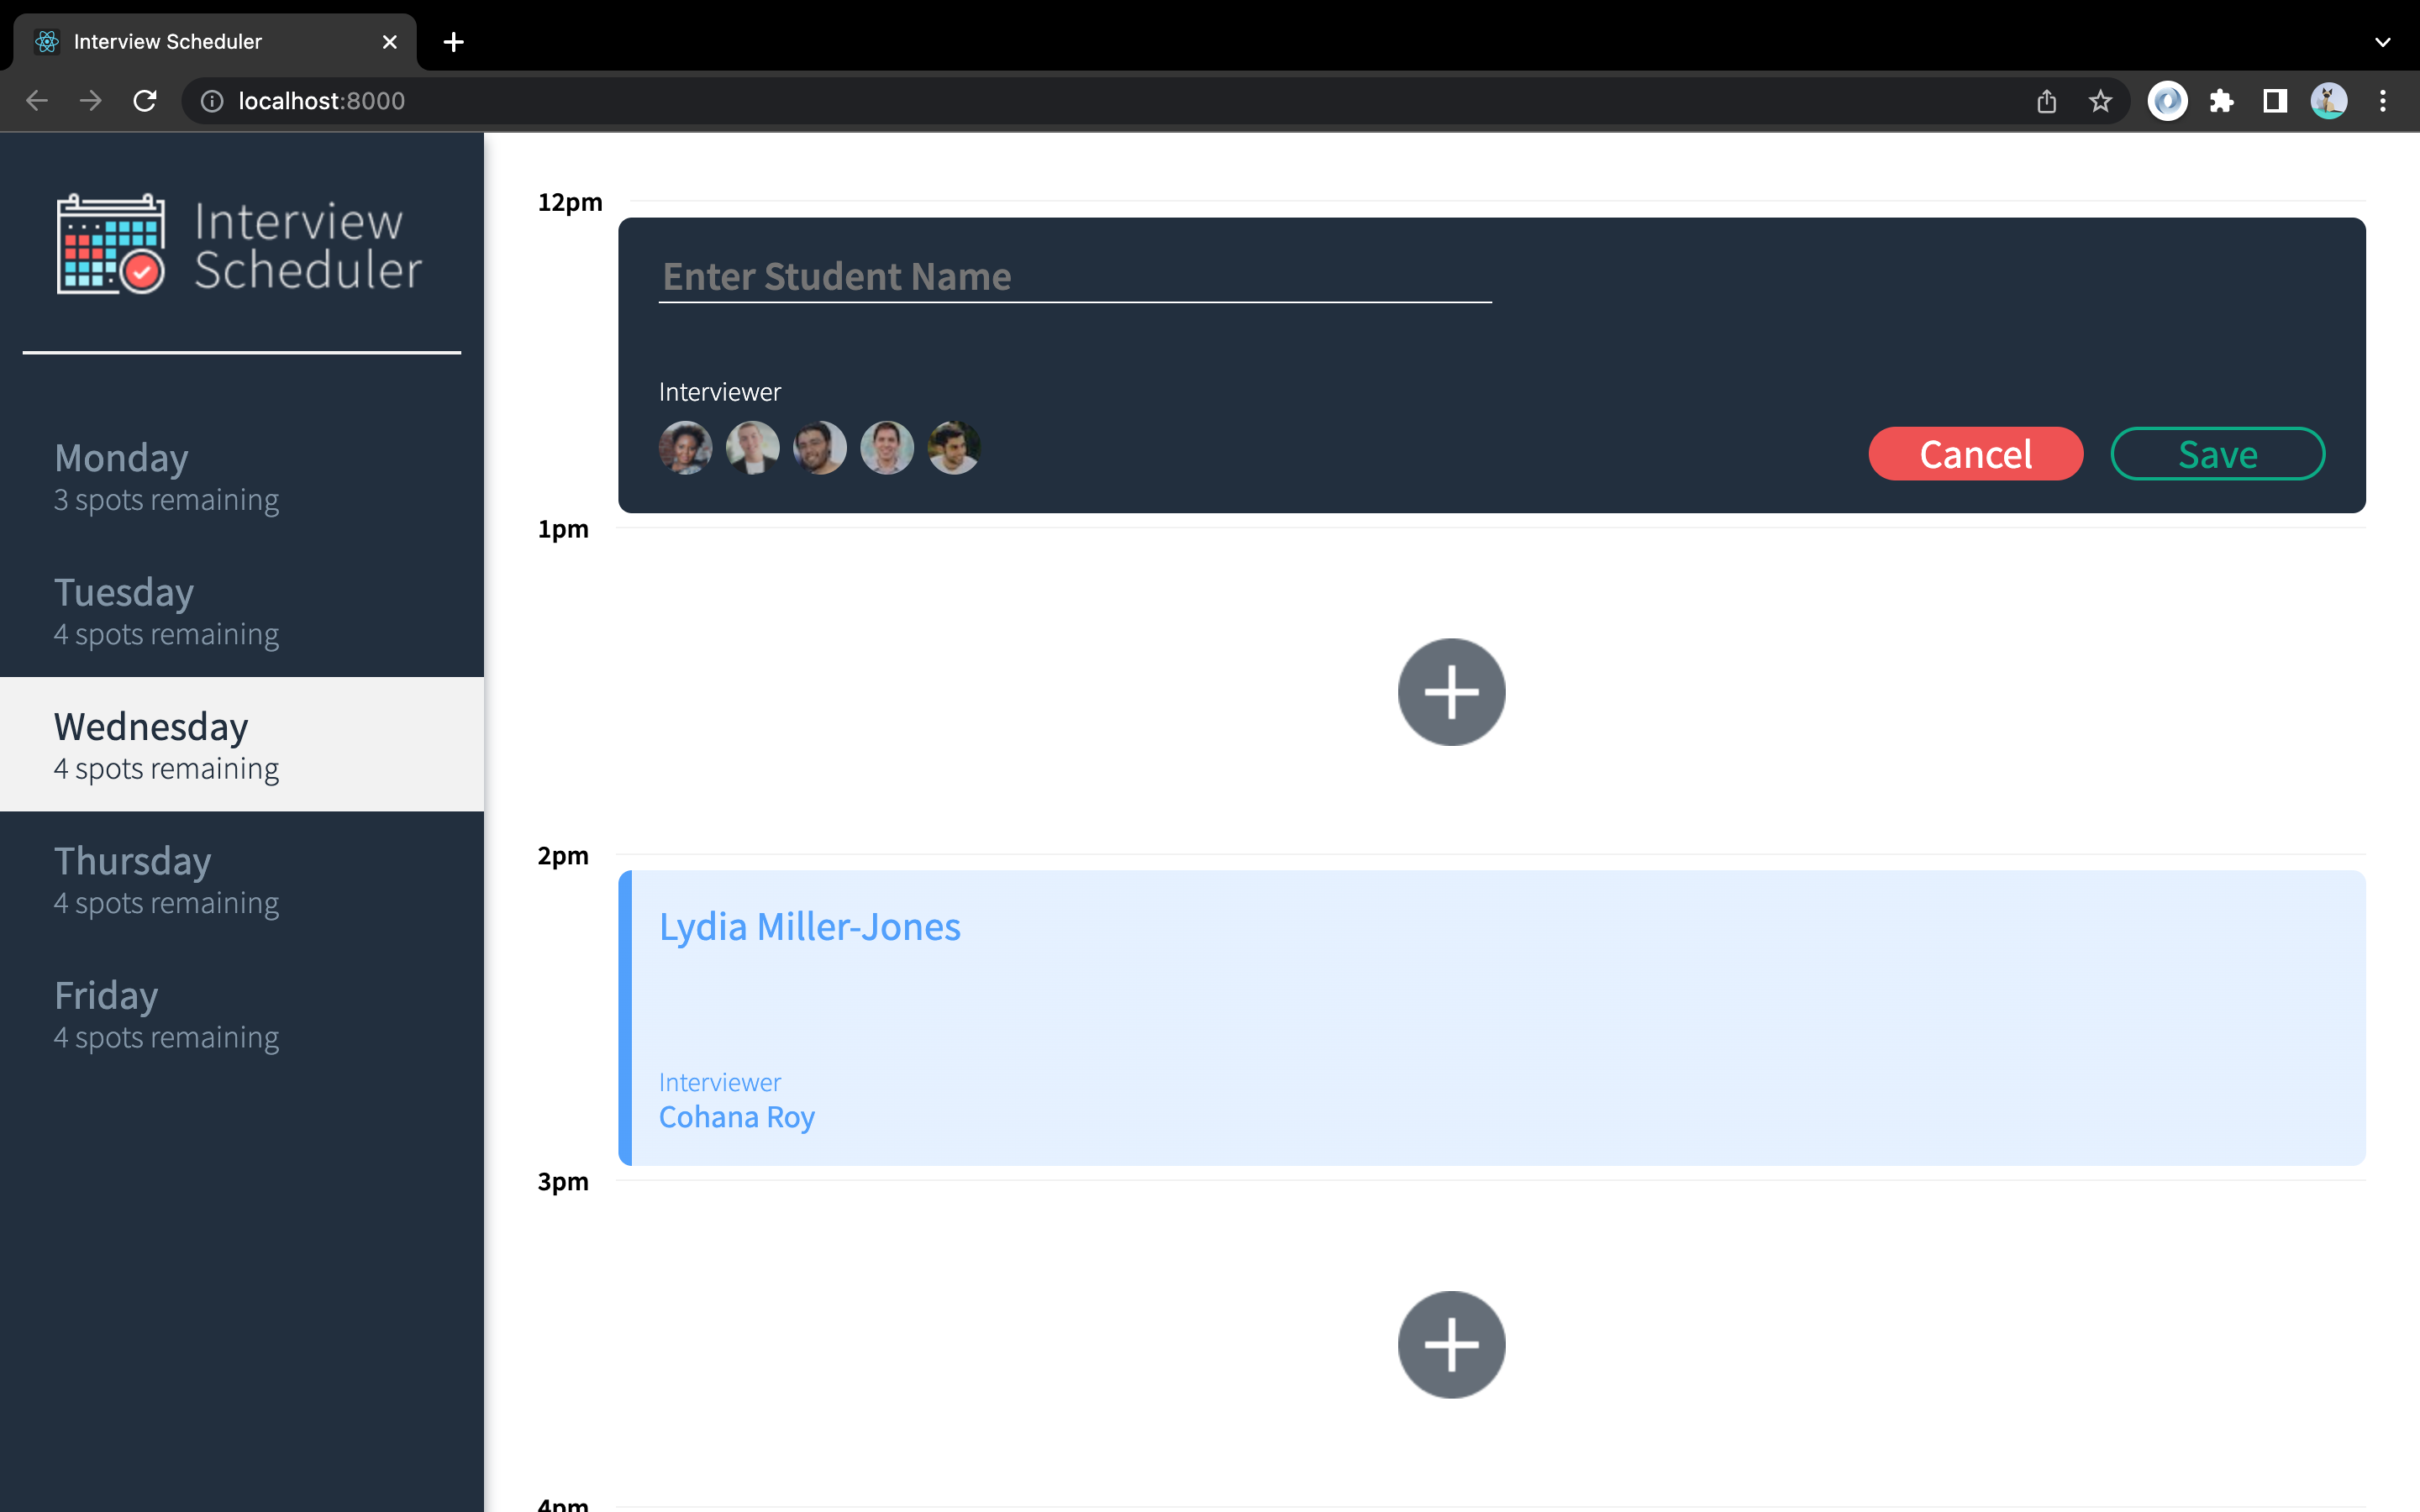 Interview Scheduler
localhost:8000
Interview
Scheduler
Monday
3 spots remaining
Tuesday
4 spots remaining
Wednesday
4 spots remaining
Thursday
4 spots remaining
Friday
4 spots remaining
12pm
Enter Student Name
Interviewer
Cancel
Save
1pm
2pm
Lydia Miller-Jones
Interviewer
Cohana Roy
3pm
4pm